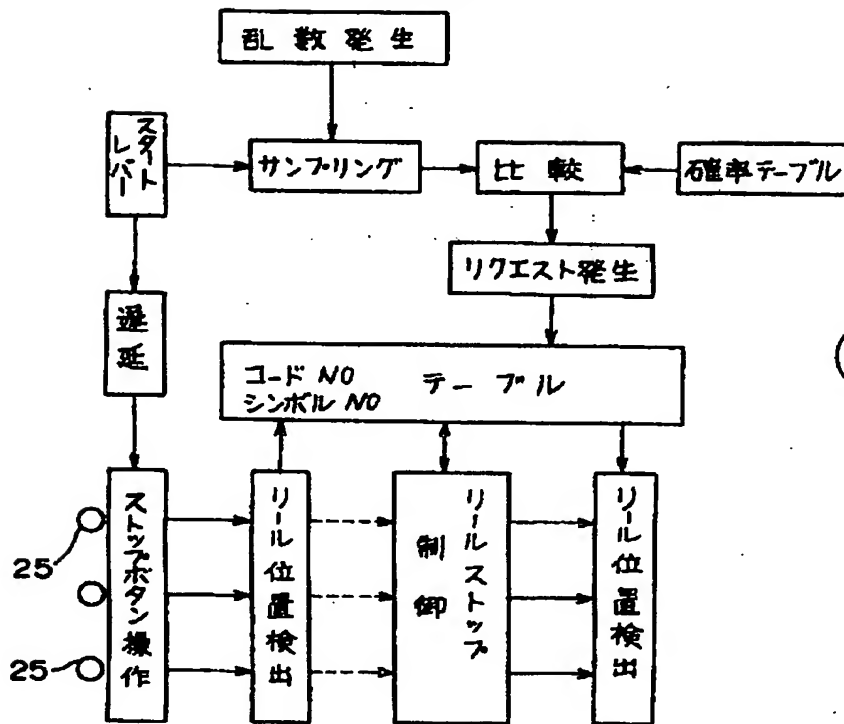 乱数発生
スタート
レバー
サンプリング
比較
確率テーブル
リクエスト発生
遅延
コード NO
シンボル NO
テーブル
ストップボタン操作
リール位置検出
リールストップ
制御
リール位置検出
25
25